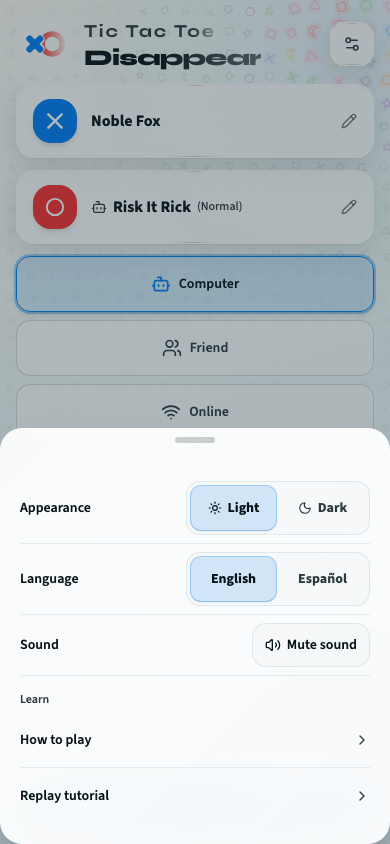 Tic Tac Toe
Disappear
Noble Fox
Risk It Rick (Normal)
Computer
Friend
Online
Appearance
Light
Dark
Language
English
Español
Sound
Mute sound
Learn
How to play
Replay tutorial